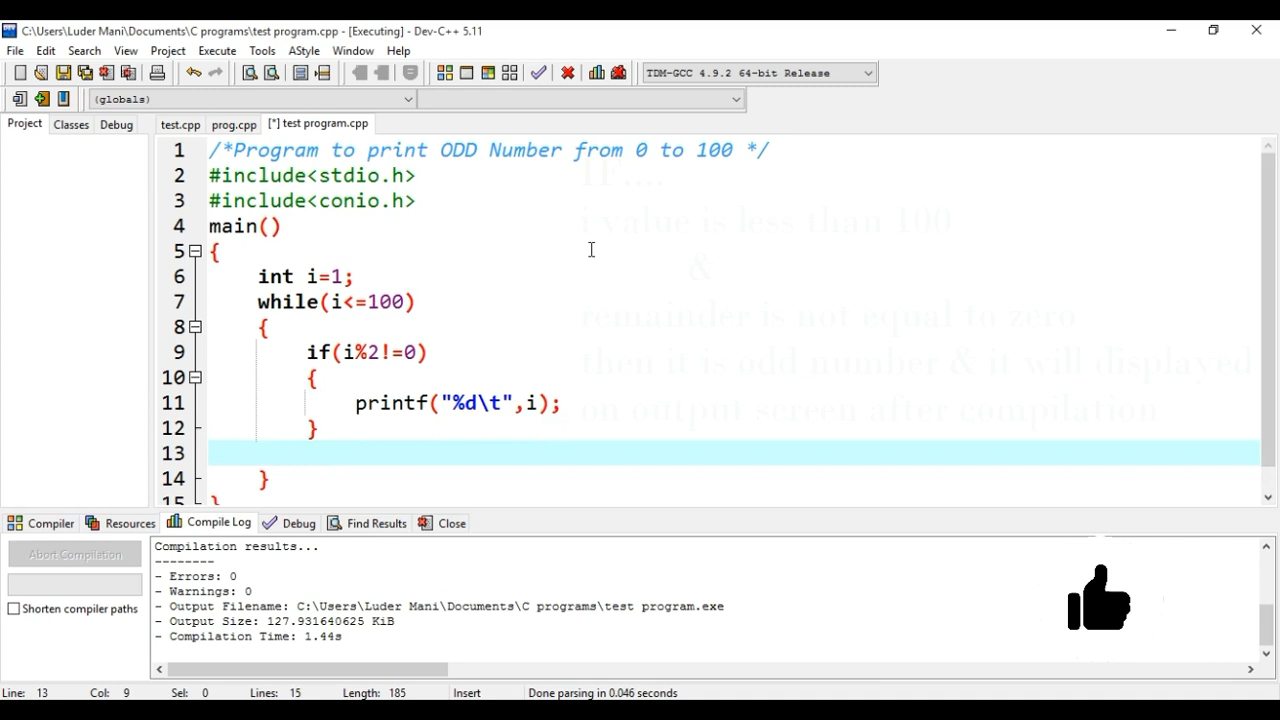 C:\Users\Luder Mani\Documents\C programs\test program.cpp - [Executing] - Dev-C++ 5.11
File Edit Search View Project Execute Tools AStyle Window Help
TDM-GCC 4.9.2 64-bit Release
(globals)
Project Classes Debug test.cpp prog.cpp [*] test program.cpp
1 /*Program to print ODD Number from 0 to 100 */
2 #include<stdio.h>
3 #include<conio.h>
4 main()
5 {
6 int i=1;
7 while(i<=100)
8 {
9 if(i%2!=0)
10 {
11 printf("%d\t",i);
12 }
13
14 }
15 }
IF....
i value is less than 100
&
remainder is not equal to zero
then it is odd number & it will displayed
on output screen after compilation
Compiler Resources Compile Log Debug Find Results Close
Abort Compilation
Shorten compiler paths
Compilation results...
--------
- Errors: 0
- Warnings: 0
- Output Filename: C:\Users\Luder Mani\Documents\C programs\test program.exe
- Output Size: 127.931640625 KiB
- Compilation Time: 1.44s
Line: 13 Col: 9 Sel: 0 Lines: 15 Length: 185 Insert Done parsing in 0.046 seconds